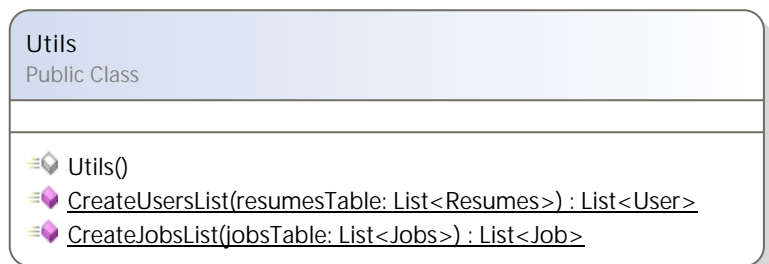 Utils
Public Class
Utils()
CreateUsersList(resumesTable: List<Resumes>) : List<User>
CreateJobsList(jobsTable: List<Jobs>) : List<Job>